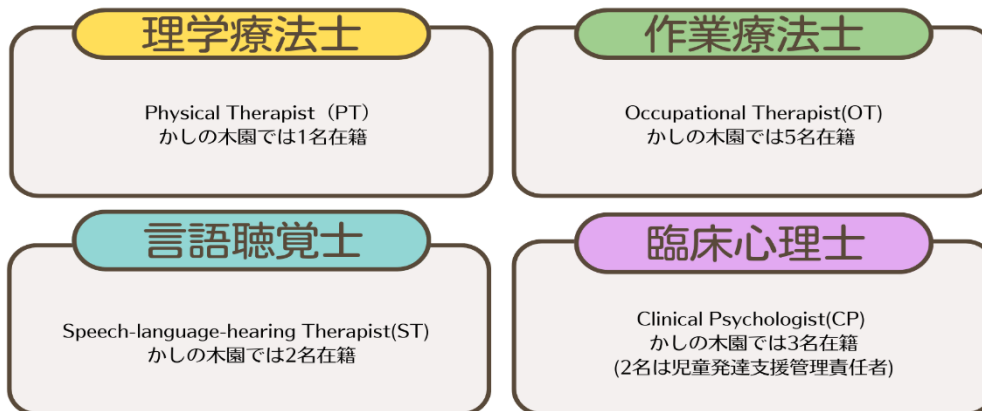 理学療法士
Physical Therapist（PT）
かしの木園では1名在籍
作業療法士
Occupational Therapist(OT)
かしの木園では5名在籍
言語聴覚士
Speech-language-hearing Therapist(ST)
かしの木園では2名在籍
臨床心理士
Clinical Psychologist(CP)
かしの木園では3名在籍
(2名は児童発達支援管理責任者)